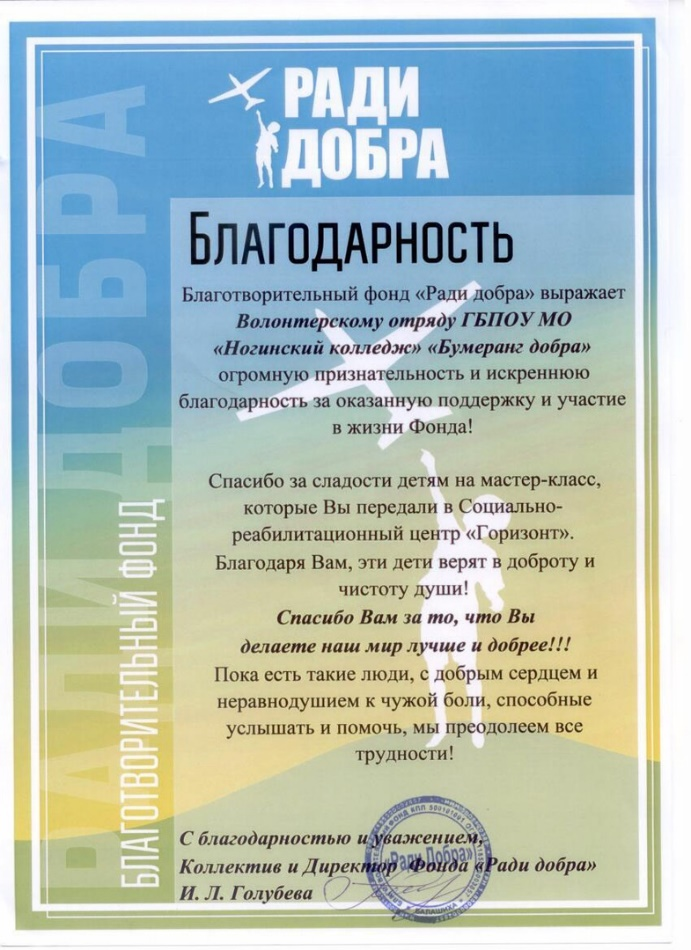 РАДИ
ДОБРА
БЛАГОДАРНОСТЬ
Благотворительный фонд «Ради добра» выражает
Волонтерскому отряду ГБПОУ МО
«Ногинский колледж» «Бумеранг добра»
огромную признательность и искреннюю
благодарность за оказанную поддержку и участие
в жизни Фонда!
Спасибо за сладости детям на мастер-класс,
которые Вы передали в Социально-
реабилитационный центр «Горизонт».
Благодаря Вам, эти дети верят в доброту и
чистоту души!
Спасибо Вам за то, что Вы
делаете наш мир лучше и добрее!!!
Пока есть такие люди, с добрым сердцем и
неравнодушием к чужой боли, способные
услышать и помочь, мы преодолеем все
трудности!
С благодарностью и уважением,
Коллектив и Директор Фонда «Ради добра»
И. Л. Голубева
РАДИ ДОБРА
БЛАГОТВОРИТЕЛЬНЫЙ ФОНД
«Ради Добра»
БАЛАШИХА